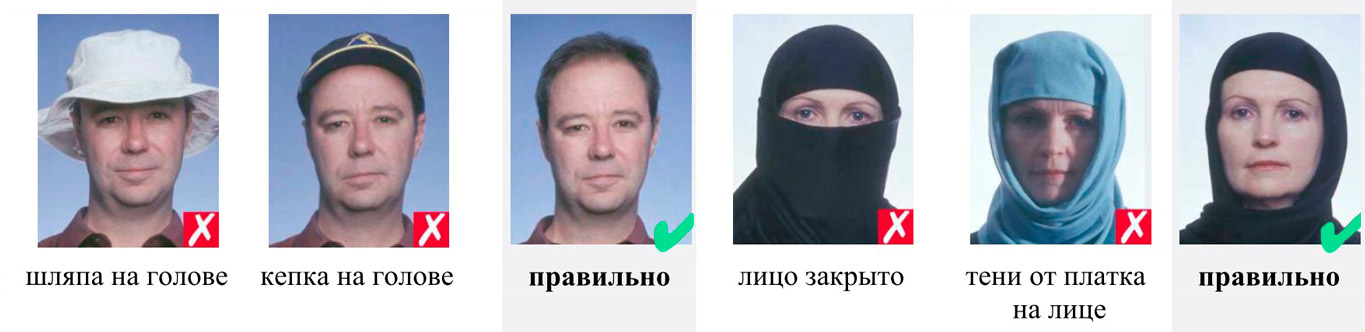 шляпа на голове
кепка на голове
правильно
лицо закрыто
тени от платка
на лице
правильно